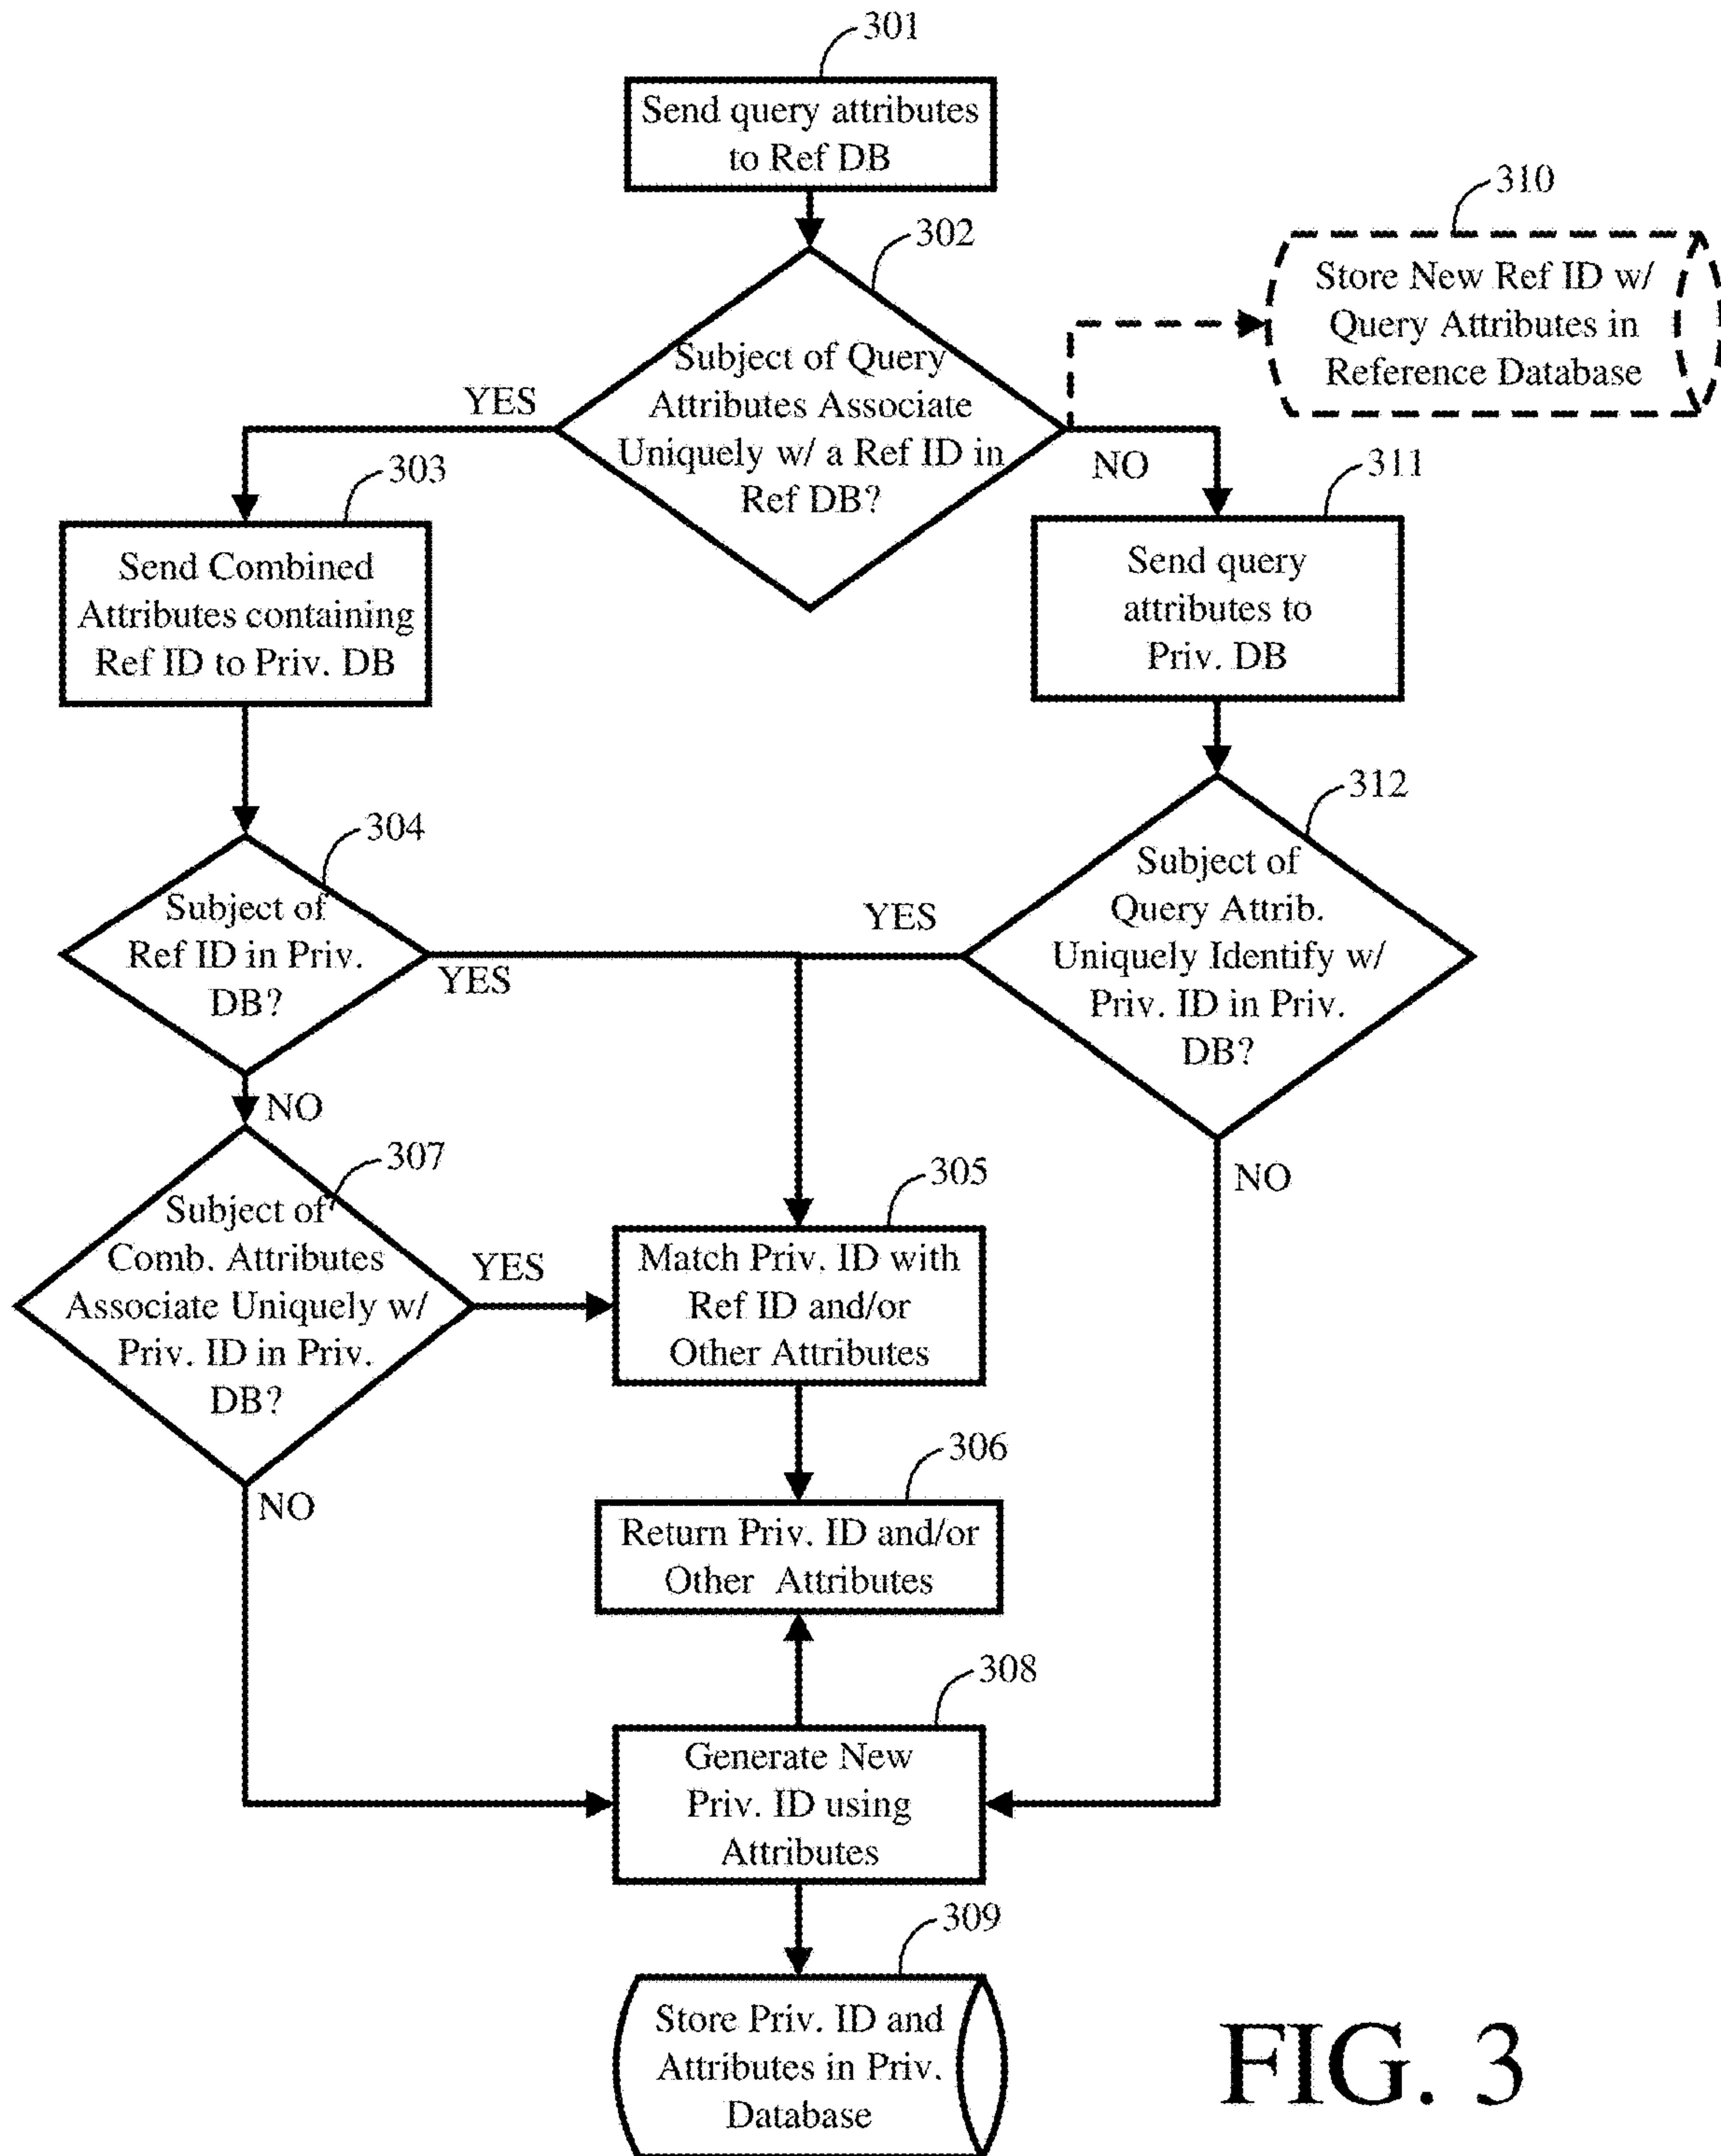 301
Send query attributes
to Ref DB
302
Subject of Query
Attributes Associate
Uniquely w/ a Ref ID in
Ref DB?
YES
NO
310
Store New Ref ID w/
Query Attributes in
Reference Database
303
Send Combined
Attributes containing
Ref ID to Priv. DB
311
Send query
attributes to
Priv. DB
304
Subject of
Ref ID in Priv.
DB?
YES
NO
312
Subject of
Query Attrib.
Uniquely Identify w/
Priv. ID in Priv.
DB?
YES
NO
307
Subject of
Comb. Attributes
Associate Uniquely w/
Priv. ID in Priv.
DB?
YES
NO
305
Match Priv. ID with
Ref ID and/or
Other Attributes
306
Return Priv. ID and/or
Other Attributes
308
Generate New
Priv. ID using
Attributes
309
Store Priv. ID and
Attributes in Priv.
Database
FIG. 3